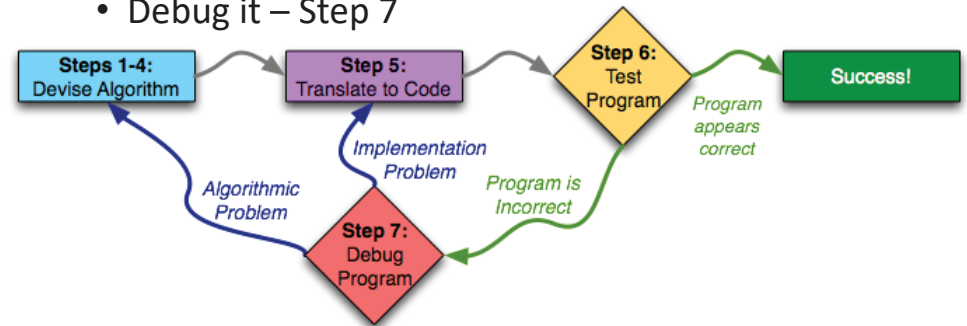 • Debug it – Step 7
Steps 1-4:
Devise Algorithm
Step 5:
Translate to Code
Step 6:
Test
Program
Success!
Program
appears
correct
Implementation
Problem
Algorithmic
Problem
Program is
Incorrect
Step 7:
Debug
Program